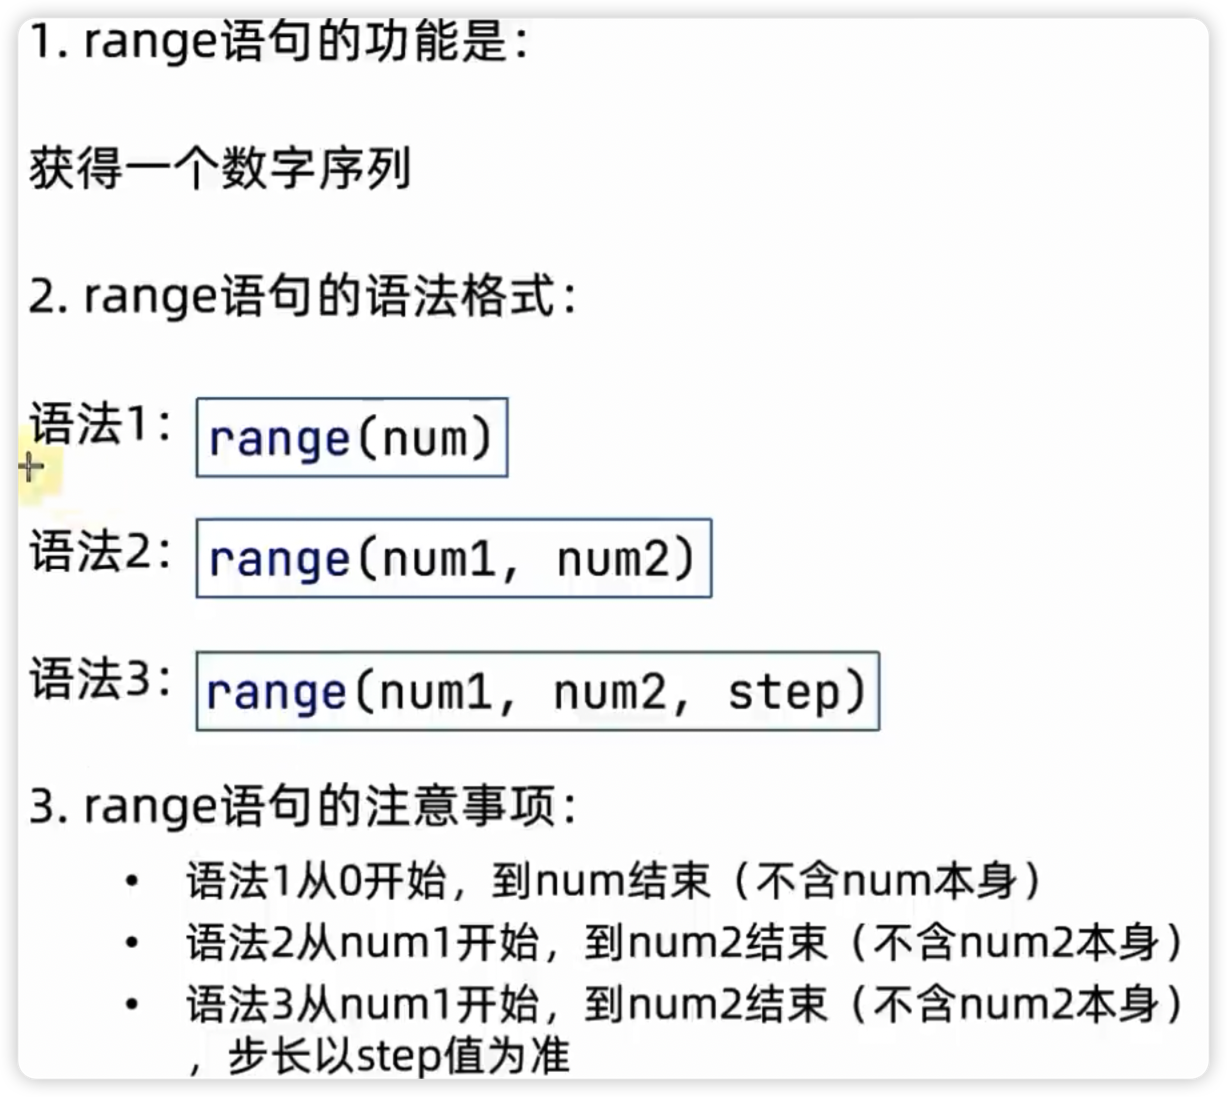 1. range语句的功能是：
获得一个数字序列
2. range语句的语法格式：
语法1： range(num)
语法2： range(num1, num2)
语法3： range(num1, num2, step)
3. range语句的注意事项：
• 语法1从0开始，到num结束（不含num本身）
• 语法2从num1开始，到num2结束（不含num2本身）
• 语法3从num1开始，到num2结束（不含num2本身）
，步长以step值为准